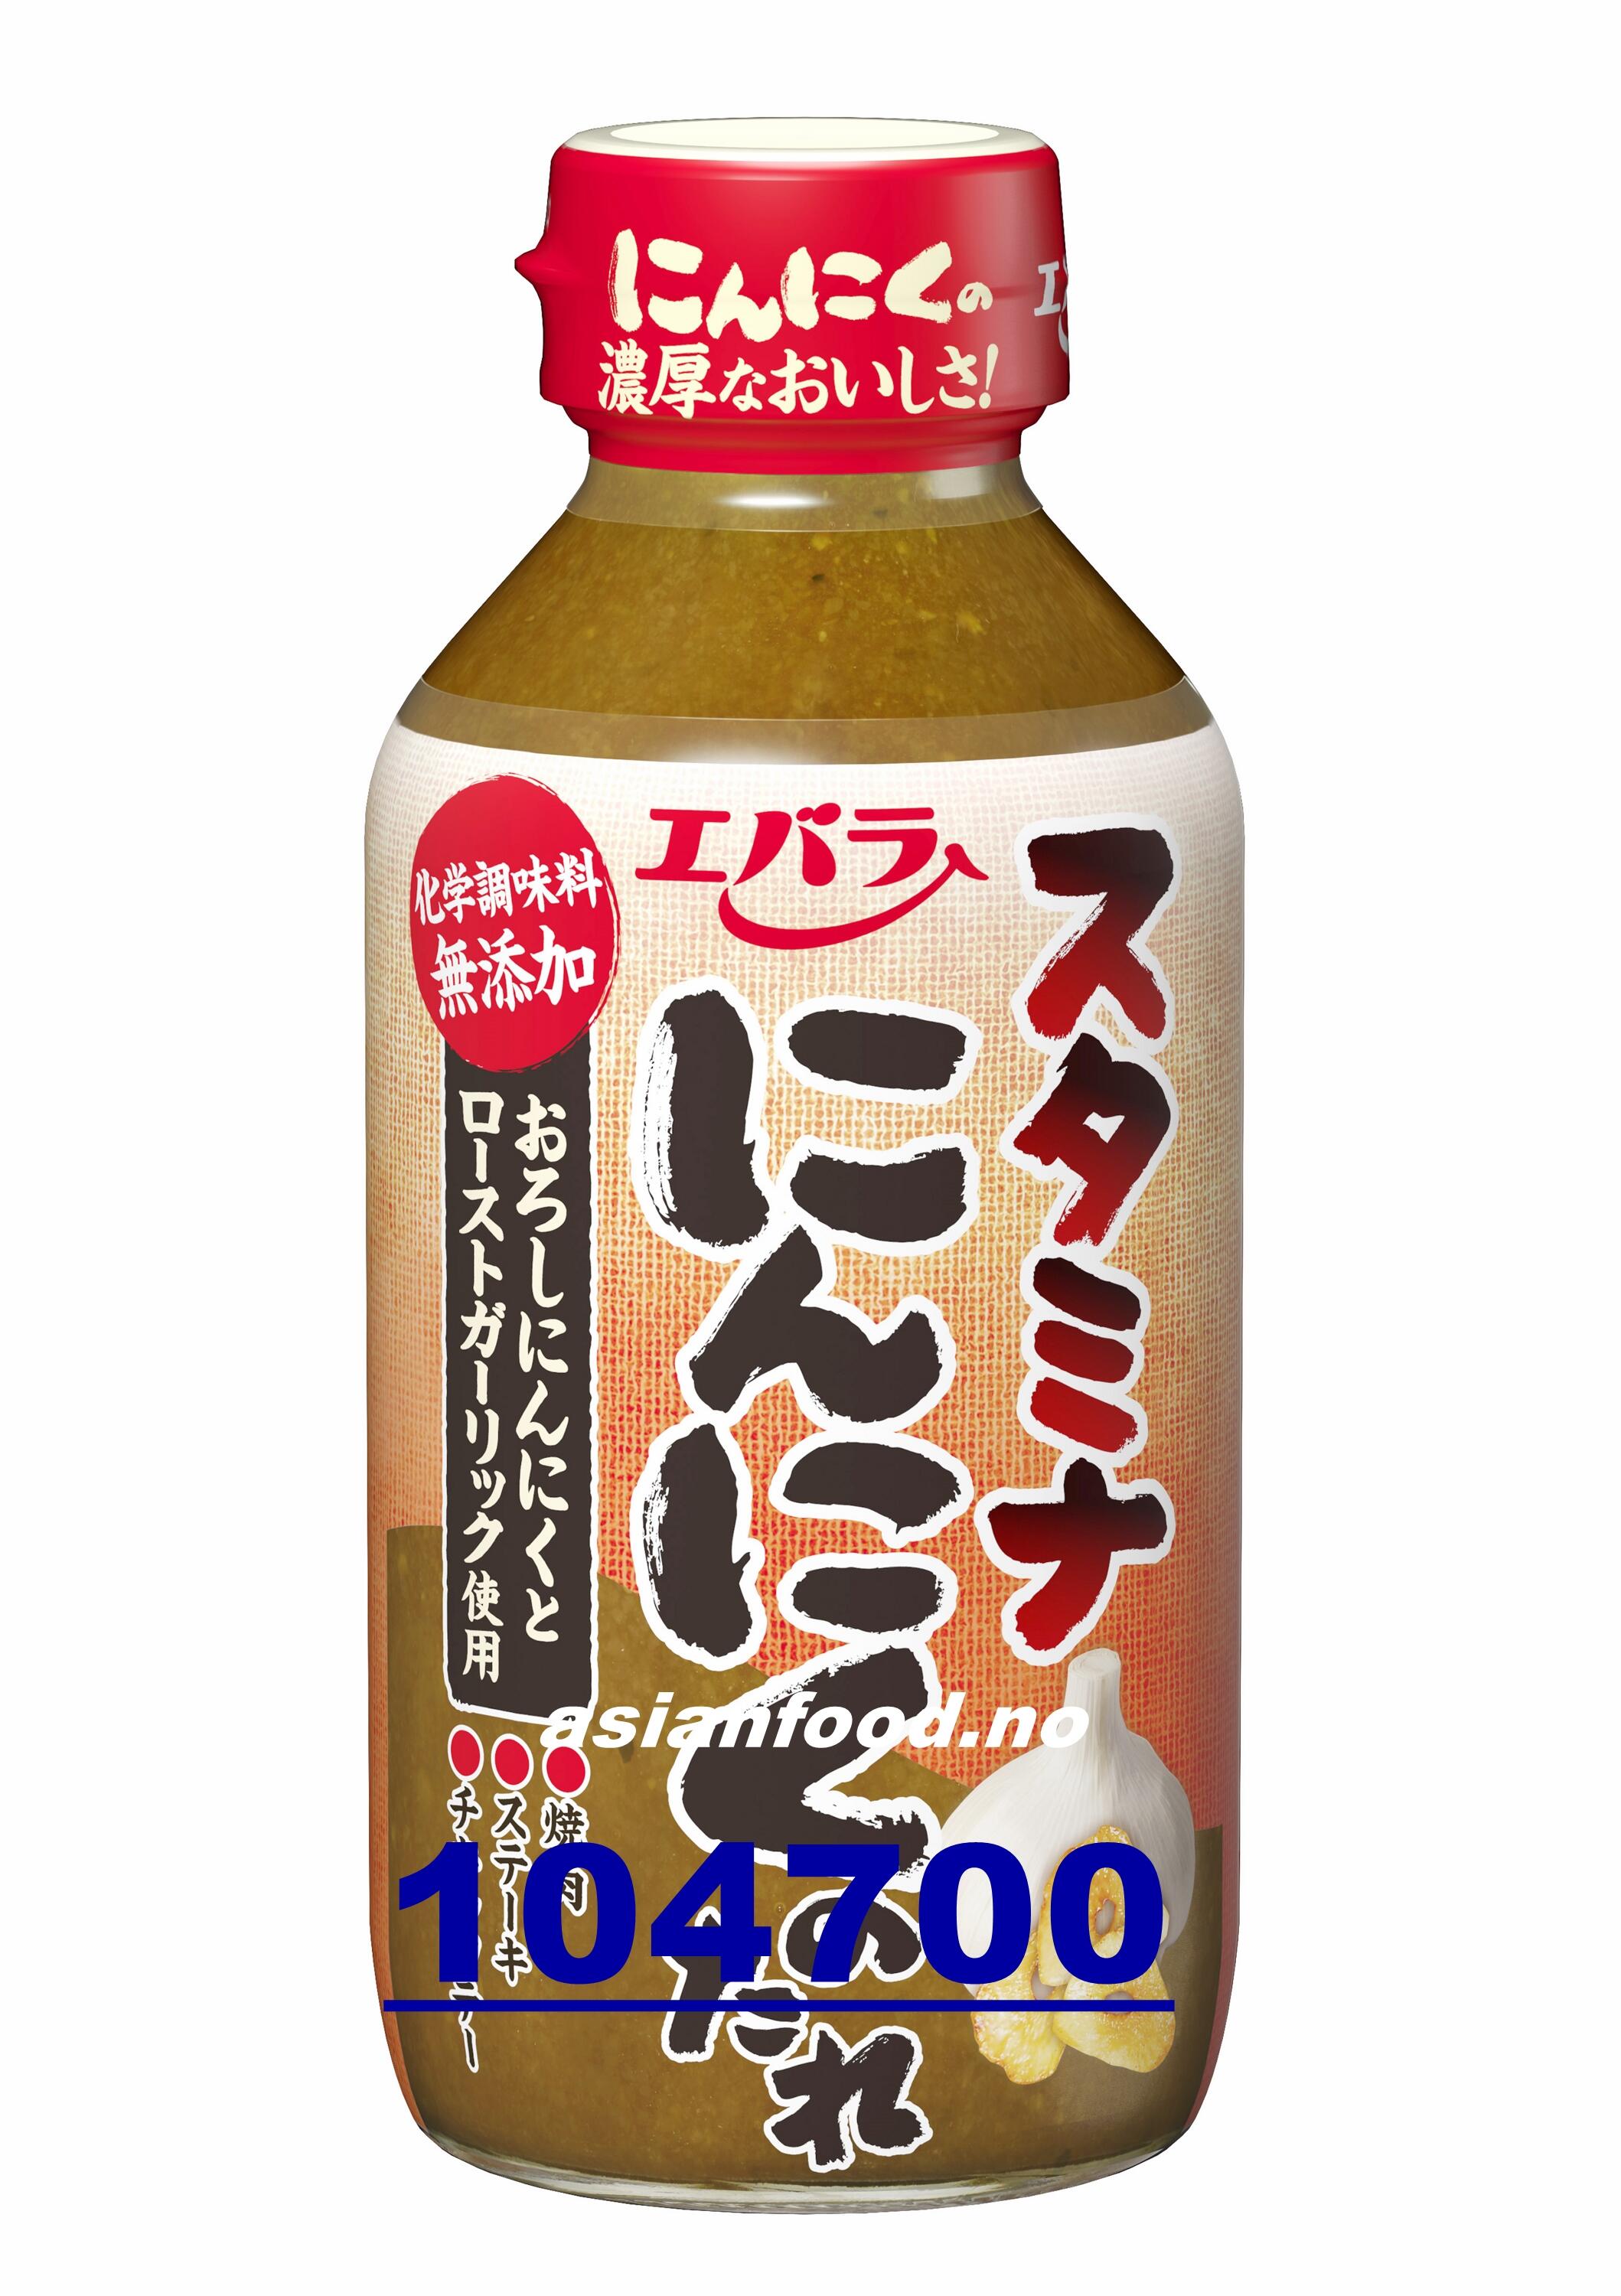 にんにくの
濃厚なおいしさ!
エバラ
化学調味料
無添加
スタミナ
にんにくのたれ
おろしにんにくと
ローストガーリック使用
●焼肉
●ステーキ
asianfood.no
104700